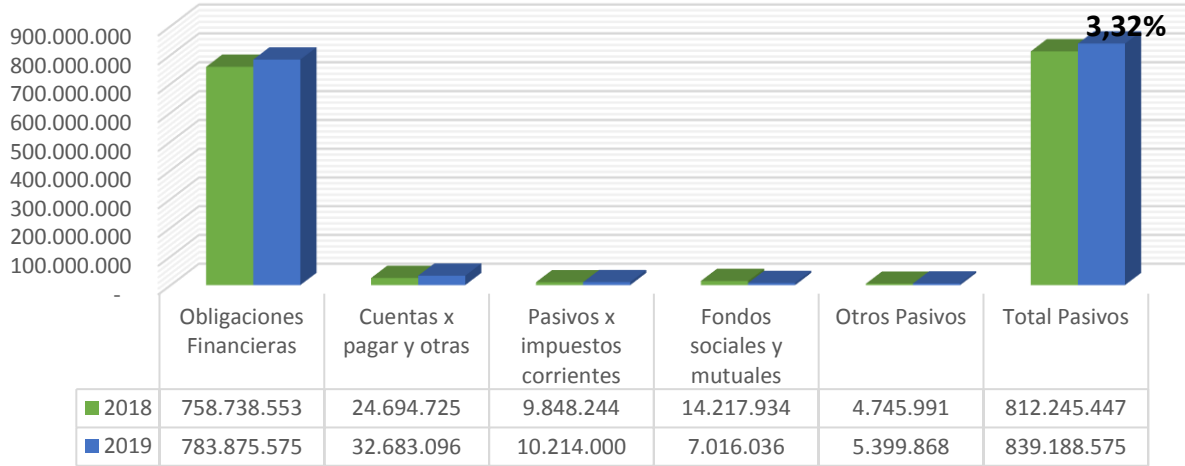 3,32%
900.000.000
800.000.000
700.000.000
600.000.000
500.000.000
400.000.000
300.000.000
200.000.000
100.000.000
-
Obligaciones Financieras
Cuentas x pagar y otras
Pasivos x impuestos corrientes
Fondos sociales y mutuales
Otros Pasivos
Total Pasivos
2018 758.738.553 24.694.725 9.848.244 14.217.934 4.745.991 812.245.447
2019 783.875.575 32.683.096 10.214.000 7.016.036 5.399.868 839.188.575